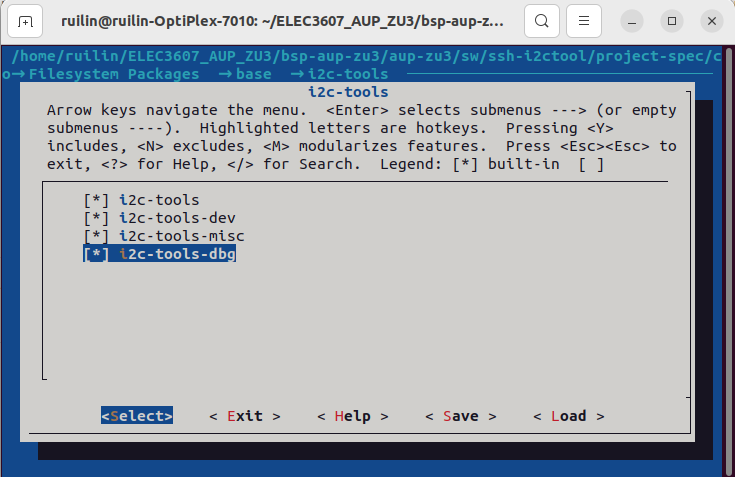 ruilin@ruilin-OptiPlex-7010: ~/ELEC3607_AUP_ZU3/bsp-aup-z...
/home/ruilin/ELEC3607_AUP_ZU3/bsp-aup-zu3/aup-zu3/sw/ssh-i2ctool/project-spec/c
o→Filesystem Packages →base →i2c-tools
i2c-tools
Arrow keys navigate the menu. <Enter> selects submenus ---> (or empty
submenus ----). Highlighted letters are hotkeys. Pressing <Y>
includes, <N> excludes, <M> modularizes features. Press <Esc><Esc> to
exit, <?> for Help, </> for Search. Legend: [*] built-in [ ]
[*] i2c-tools
[*] i2c-tools-dev
[*] i2c-tools-misc
[*] i2c-tools-dbg
<Select> < Exit > < Help > < Save > < Load >